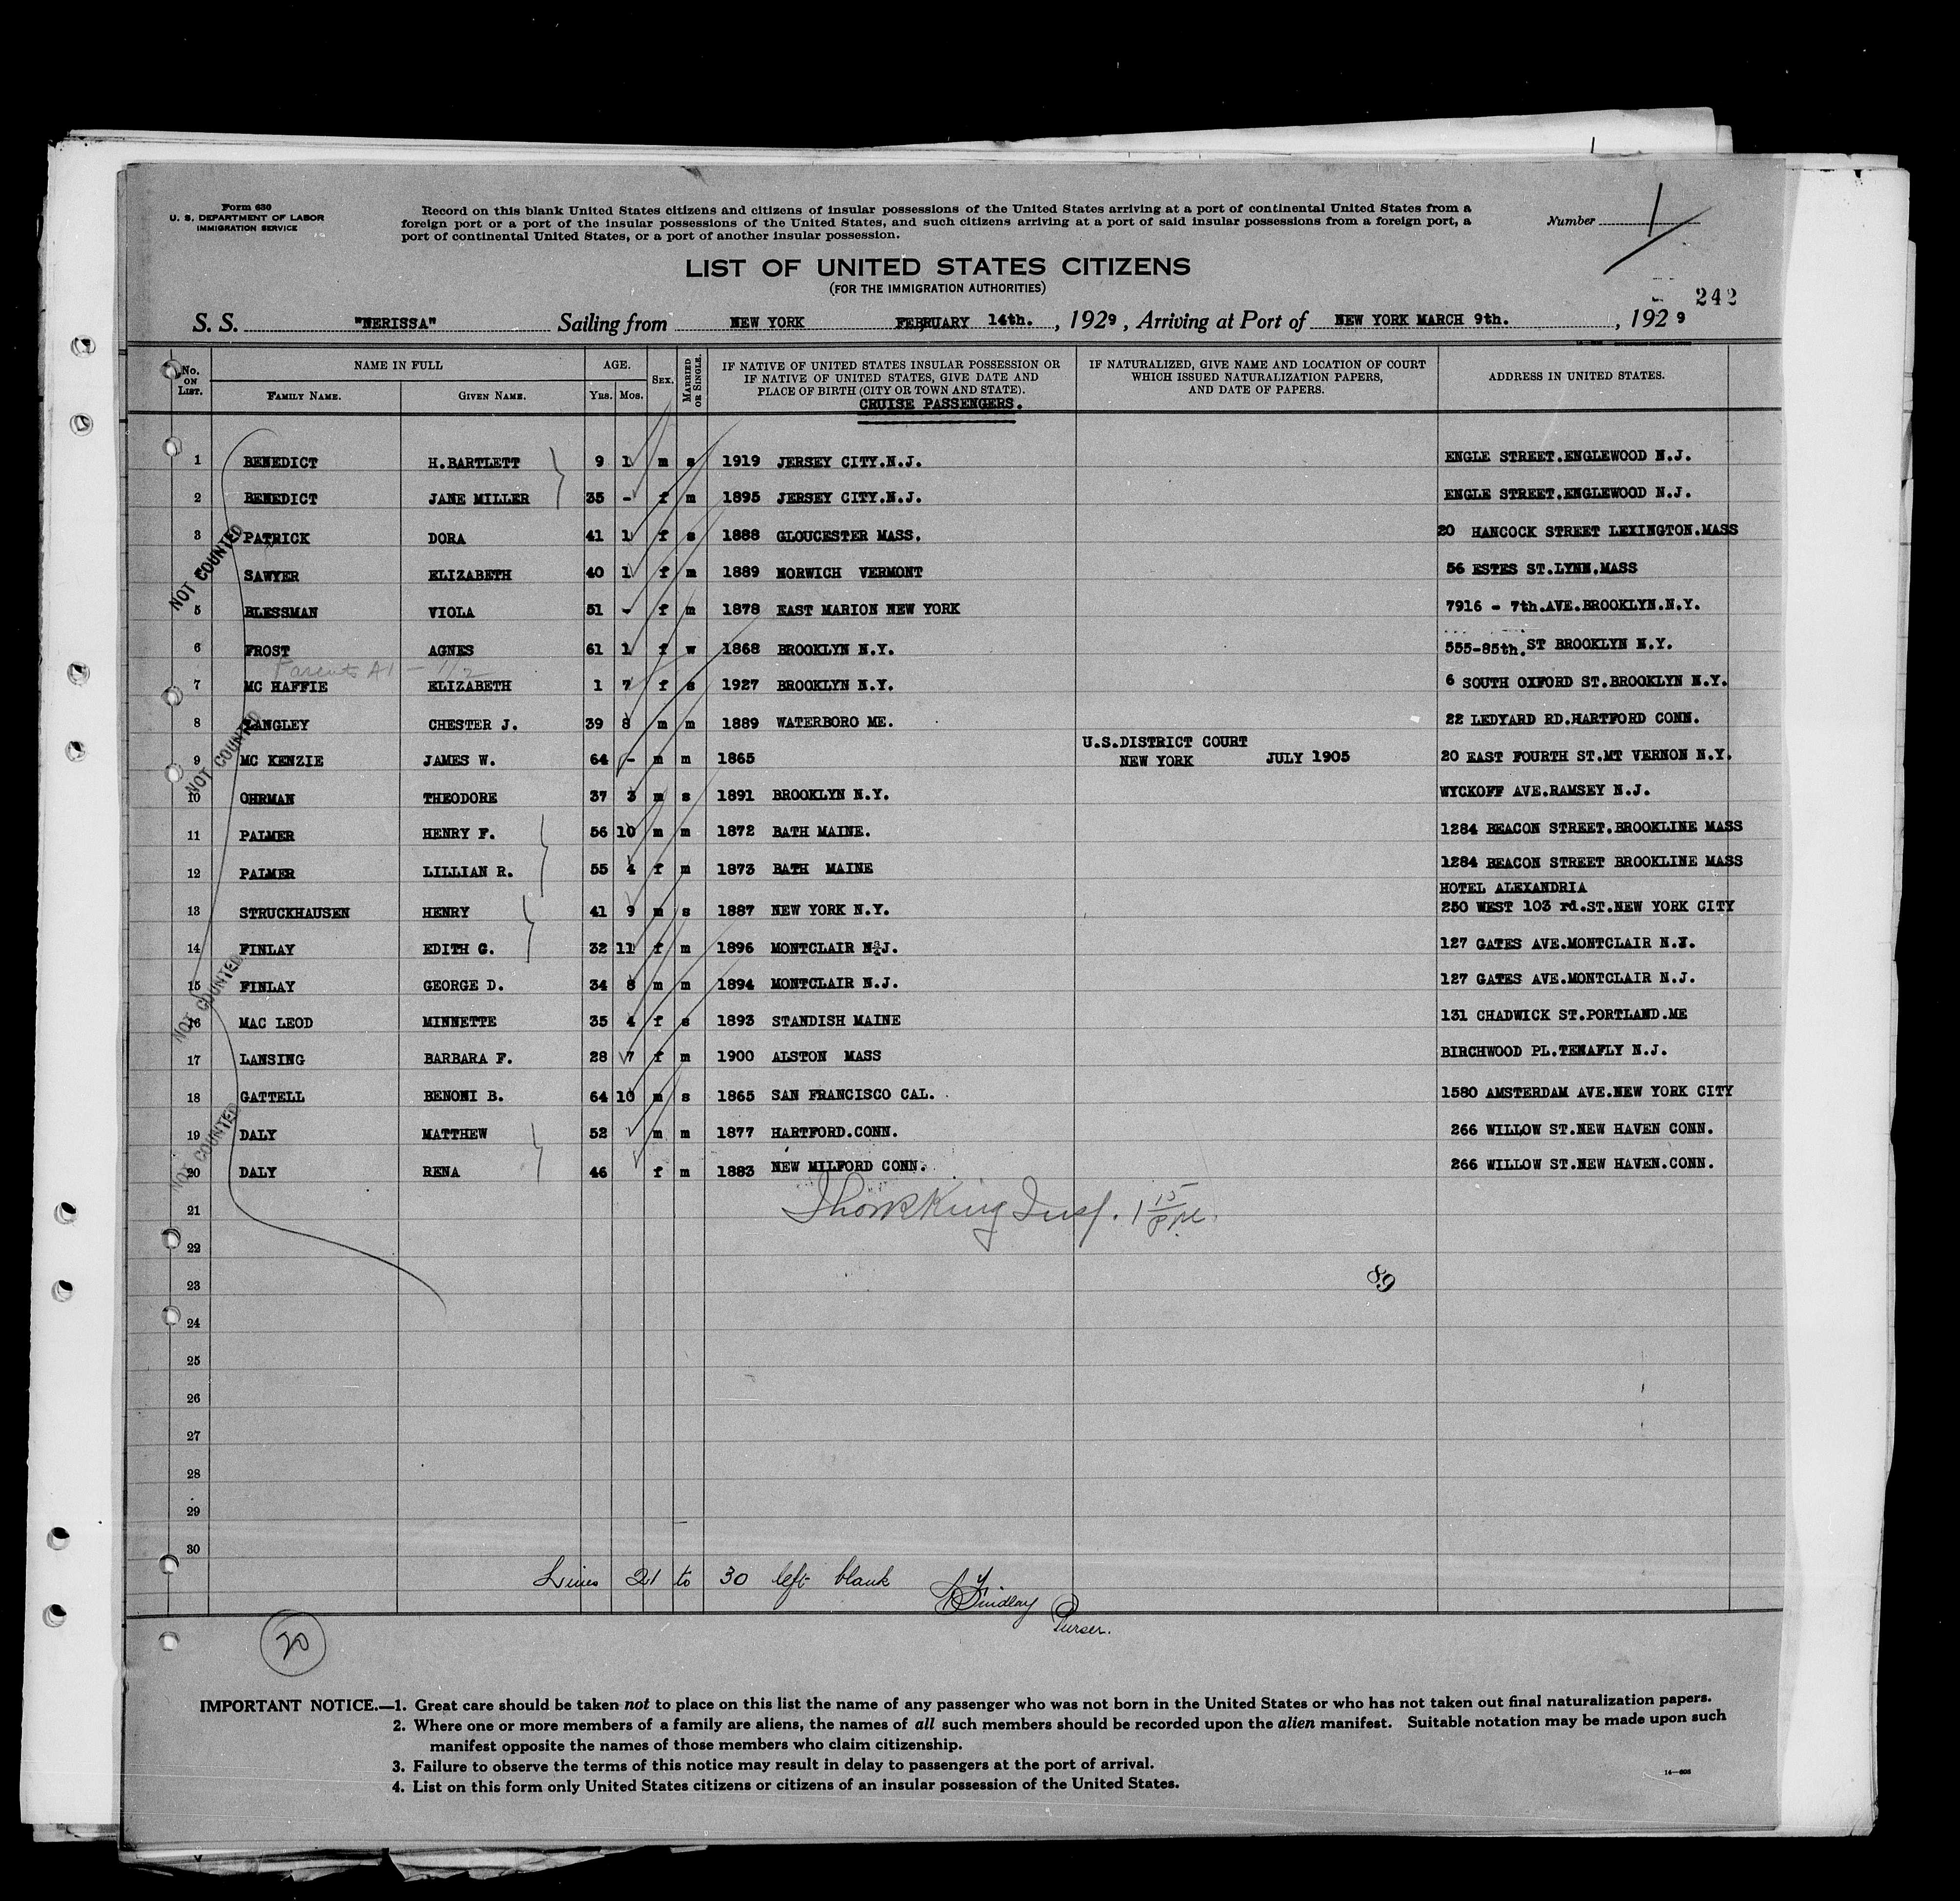 Form 630
U. S. DEPARTMENT OF LABOR
IMMIGRATION SERVICE
Record on this blank United States citizens and citizens of insular possessions of the United States arriving at a port of continental United States from a
foreign port or a port of the insular possessions of the United States, and such citizens arriving at a port of said insular possessions from a foreign port, a
port of continental United States, or a port of another insular possession.
Number 1
LIST OF UNITED STATES CITIZENS
(FOR THE IMMIGRATION AUTHORITIES)
242
S. S. "NERISSA" Sailing from NEW YORK FEBRUARY 14th. , 1929 , Arriving at Port of NEW YORK MARCH 9th. , 1929
No. ON LIST. NAME IN FULL FAMILY NAME. GIVEN NAME. AGE. YRS. MOS. SEX. MARRIED OR SINGLE. IF NATIVE OF UNITED STATES INSULAR POSSESSION OR IF NATIVE OF UNITED STATES, GIVE DATE AND PLACE OF BIRTH (CITY OR TOWN AND STATE). IF NATURALIZED, GIVE NAME AND LOCATION OF COURT WHICH ISSUED NATURALIZATION PAPERS, AND DATE OF PAPERS. ADDRESS IN UNITED STATES.
CRUISE PASSENGERS.
1 BENEDICT H.BARTLETT 9 1 m s 1919 JERSEY CITY.N.J. ENGLE STREET.ENGLEWOOD N.J.
2 BENEDICT JANE MILLER 35 - f m 1895 JERSEY CITY.N.J. ENGLE STREET.ENGLEWOOD N.J.
3 PATRICK DORA 41 1 f s 1888 GLOUCESTER MASS. 20 HANCOCK STREET LEXINGTON.MASS
NOT COUNTED
SAWYER ELIZABETH 40 1 f m 1889 NORWICH VERMONT 56 ESTES ST.LYNN.MASS
5 BLESSMAN VIOLA 51 - f m 1878 EAST MARION NEW YORK 7916 - 7th.AVE.BROOKLYN.N.Y.
6 FROST AGNES 61 1 f w 1868 BROOKLYN N.Y. 555-85th.ST BROOKLYN N.Y.
Parents Al - 1/2
7 MC HAFFIE ELIZABETH 1 7 f s 1927 BROOKLYN N.Y. 6 SOUTH OXFORD ST.BROOKLYN N.Y.
8 LANGLEY CHESTER J. 39 8 m m 1889 WATERBORO ME. 22 LEDYARD RD.HARTFORD CONN.
NOT COUNTED
9 MC KENZIE JAMES W. 64 - m m 1865 U.S.DISTRICT COURT NEW YORK JULY 1905 20 EAST FOURTH ST.MT VERNON N.Y.
10 OHRMAN THEODORE 37 3 m s 1891 BROOKLYN N.Y. WYCKOFF AVE.RAMSEY N.J.
11 PALMER HENRY F. 56 10 m m 1872 BATH MAINE. 1284 BEACON STREET.BROOKLINE MASS
12 PALMER LILLIAN R. 55 4 f m 1873 BATH MAINE 1284 BEACON STREET BROOKLINE MASS
HOTEL ALEXANDRIA
13 STRUCKHAUSEN HENRY 41 9 m s 1887 NEW YORK N.Y. 250 WEST 103 rd.ST.NEW YORK CITY
14 FINLAY EDITH G. 32 11 f m 1896 MONTCLAIR N.J. 127 GATES AVE.MONTCLAIR N.J.
NOT COUNTED
15 FINLAY GEORGE D. 34 8 m m 1894 MONTCLAIR N.J. 127 GATES AVE.MONTCLAIR N.J.
16 MAC LEOD MINNETTE 35 4 f s 1893 STANDISH MAINE 131 CHADWICK ST.PORTLAND.ME
17 LANSING BARBARA F. 28 7 f m 1900 ALSTON MASS BIRCHWOOD PL.TENAFLY N.J.
18 GATTELL BENONI B. 64 10 m s 1865 SAN FRANCISCO CAL. 1580 AMSTERDAM AVE.NEW YORK CITY
NOT COUNTED
19 DALY MATTHEW 52 m m 1877 HARTFORD.CONN. 266 WILLOW ST.NEW HAVEN CONN.
20 DALY RENA 46 f m 1883 NEW MILFORD CONN. 266 WILLOW ST.NEW HAVEN.CONN.
21 King Insp. 1 15 PM.
22
23 89
24
25
26
27
28
29
30
Lines 21 to 30 left blank
Findlay
Purser.
20
IMPORTANT NOTICE.—1. Great care should be taken not to place on this list the name of any passenger who was not born in the United States or who has not taken out final naturalization papers.
2. Where one or more members of a family are aliens, the names of all such members should be recorded upon the alien manifest. Suitable notation may be made upon such
manifest opposite the names of those members who claim citizenship.
3. Failure to observe the terms of this notice may result in delay to passengers at the port of arrival.
4. List on this form only United States citizens or citizens of an insular possession of the United States.